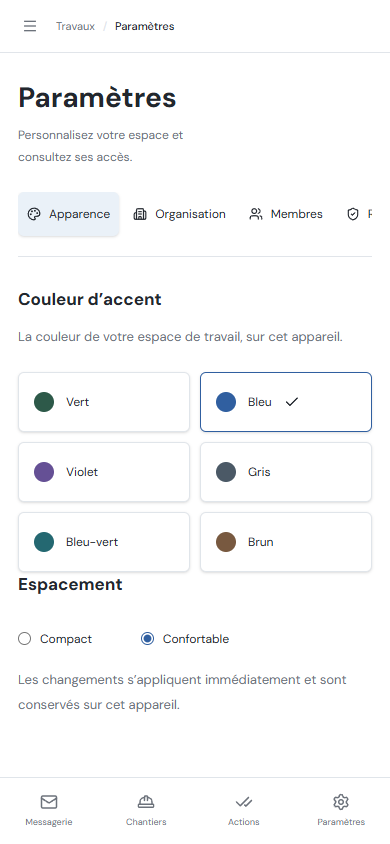 Travaux / Paramètres
Paramètres
Personnalisez votre espace et
consultez ses accès.
Apparence Organisation Membres
Couleur d’accent
La couleur de votre espace de travail, sur cet appareil.
Vert Bleu
Violet Gris
Bleu-vert Brun
Espacement
Compact Confortable
Les changements s’appliquent immédiatement et sont
conservés sur cet appareil.
Messagerie Chantiers Actions Paramètres